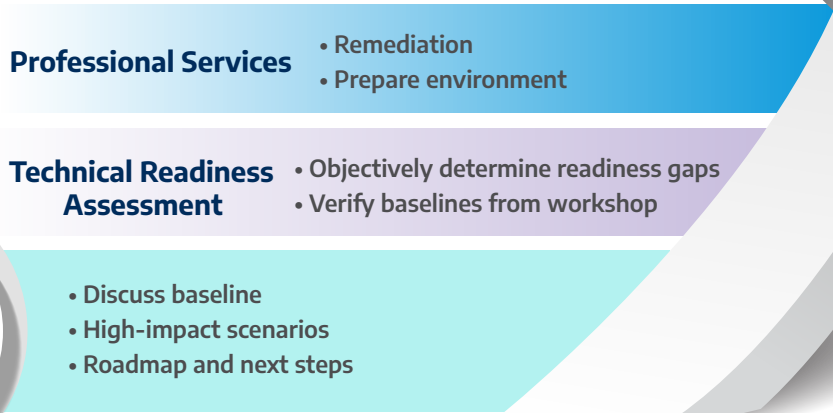 Professional Services
• Remediation
• Prepare environment
Technical Readiness
Assessment
• Objectively determine readiness gaps
• Verify baselines from workshop
• Discuss baseline
• High-impact scenarios
• Roadmap and next steps